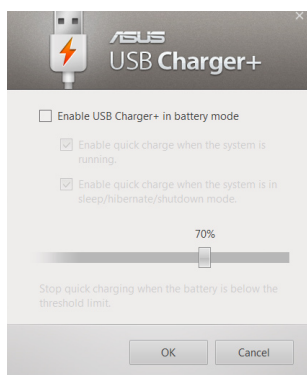 ASUS
USB Charger+
Enable USB Charger+ in battery mode
Enable quick charge when the system is
running.
Enable quick charge when the system is in
sleep/hibernate/shutdown mode.
70%
Stop quick charging when the battery is below the
threshold limit.
OK Cancel